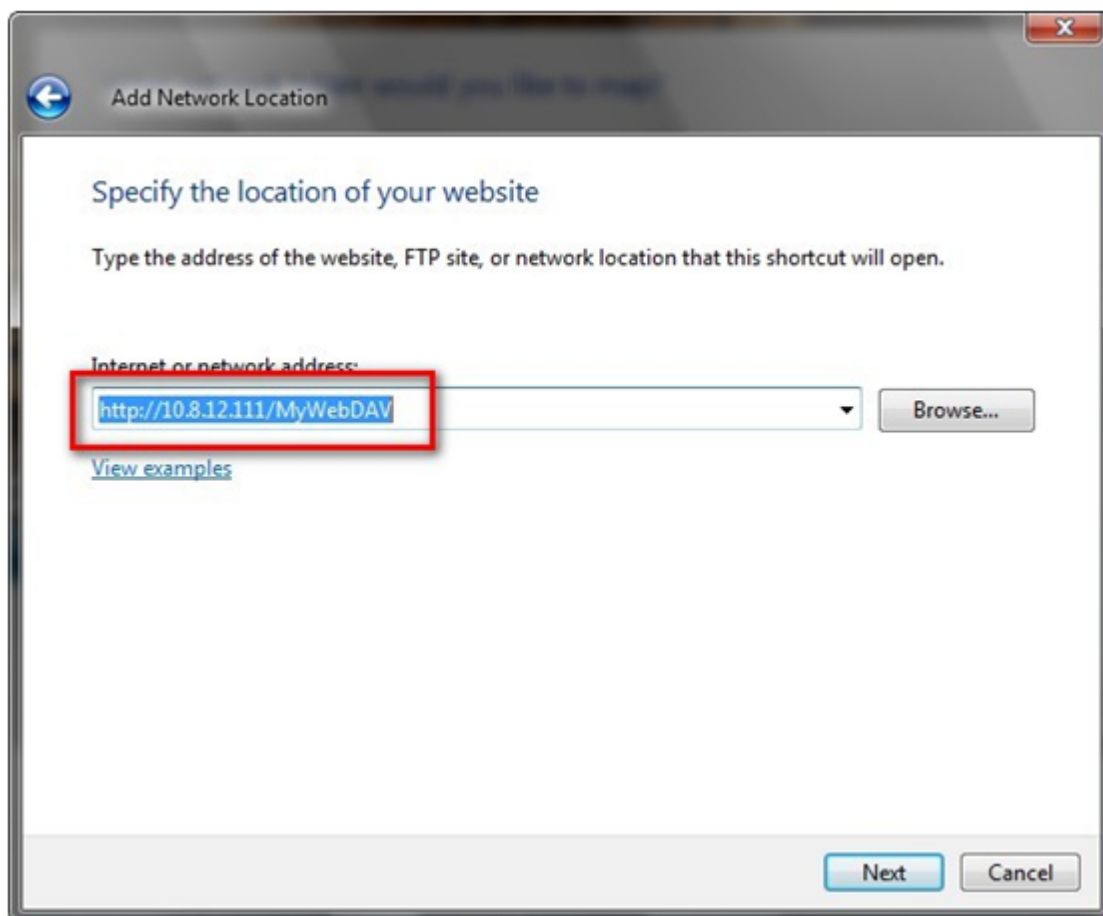 Add Network Location
Specify the location of your website
Type the address of the website, FTP site, or network location that this shortcut will open.
Internet or network address:
http://10.8.12.111/MyWebDAV
Browse...
View examples
Next
Cancel